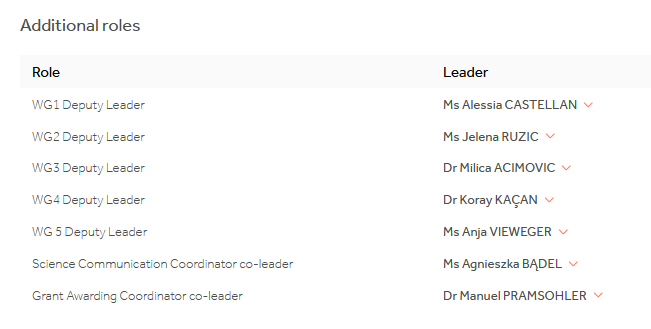 Additional roles
Role Leader
WG1 Deputy Leader Ms Alessia CASTELLAN
WG2 Deputy Leader Ms Jelena RUZIC
WG3 Deputy Leader Dr Milica ACIMOVIC
WG4 Deputy Leader Dr Koray KAÇAN
WG 5 Deputy Leader Ms Anja VIEWEGER
Science Communication Coordinator co-leader Ms Agnieszka BĄDEL
Grant Awarding Coordinator co-leader Dr Manuel PRAMSOHLER